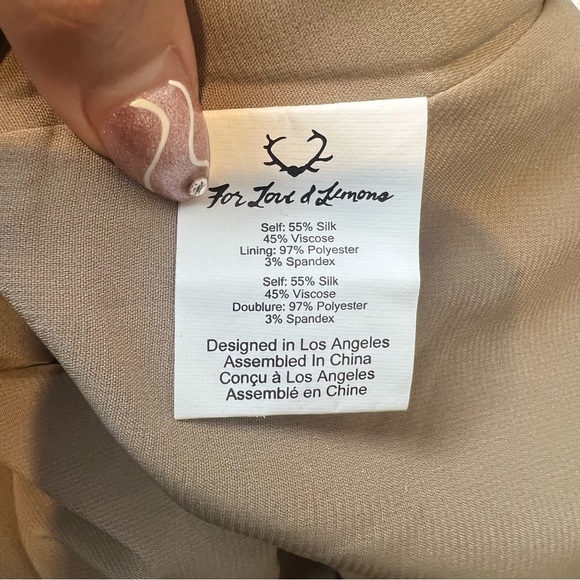 For Love & Lemons
Self: 55% Silk
45% Viscose
Lining: 97% Polyester
3% Spandex
Self: 55% Silk
45% Viscose
Doublure: 97% Polyester
3% Spandex
Designed in Los Angeles
Assembled In China
Conçu à Los Angeles
Assemblé en Chine